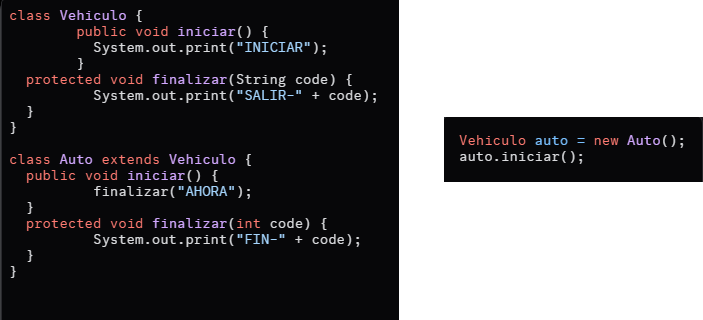 class Vehiculo {
public void iniciar() {
System.out.print("INICIAR");
}
protected void finalizar(String code) {
System.out.print("SALIR-" + code);
}
}
class Auto extends Vehiculo {
public void iniciar() {
finalizar("AHORA");
}
protected void finalizar(int code) {
System.out.print("FIN-" + code);
}
}
Vehiculo auto = new Auto();
auto.iniciar();